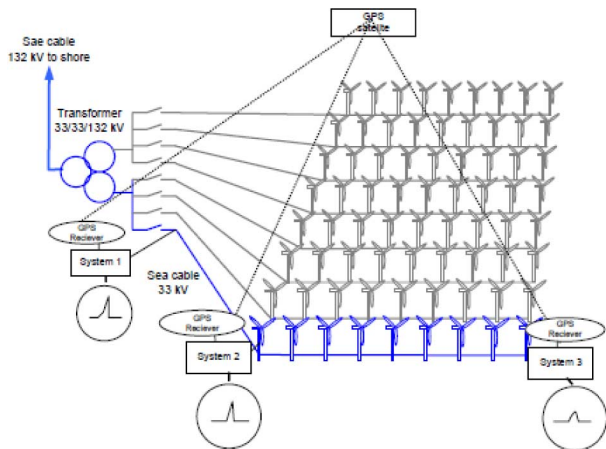 GPS
satelite
Sae cable
132 kV to shore
Transformer
33/33/132 kV
GPS
Reciever
System 1
Sea cable
33 kV
GPS
Reciever
System 2
GPS
Reciever
System 3